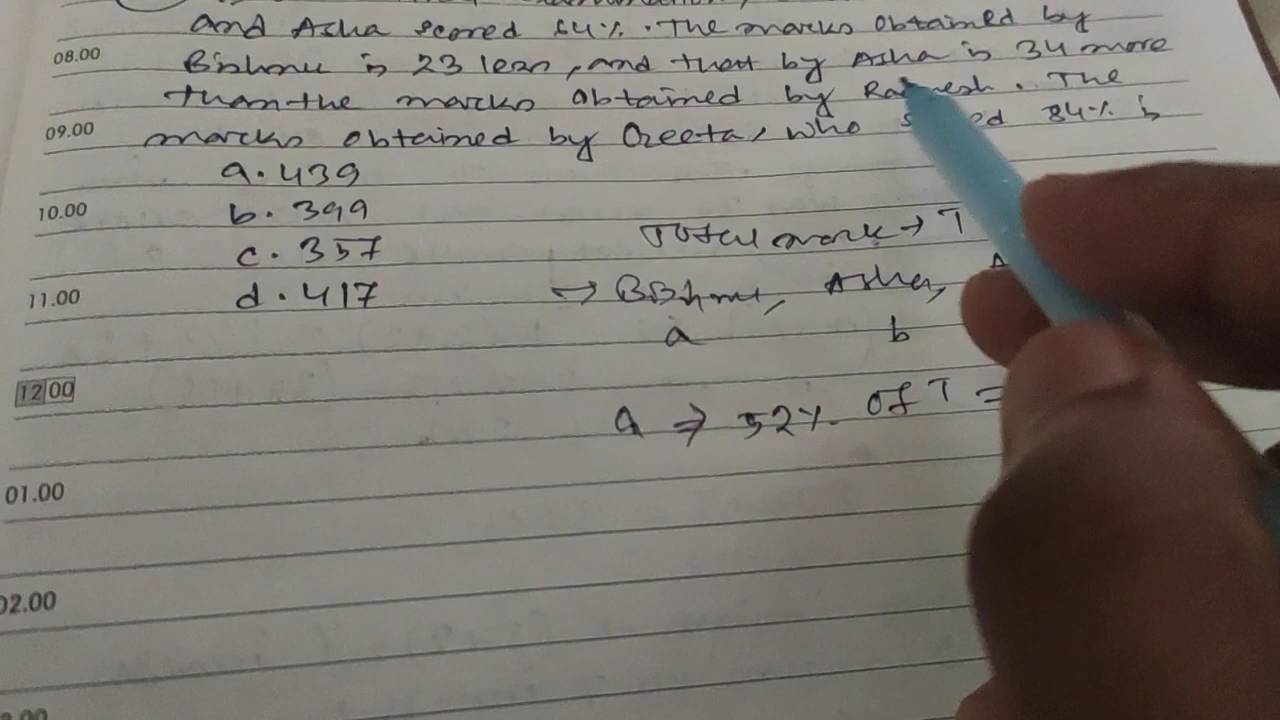 and Asha scored 64%. The marks obtained by
08.00 Bishnu is 23 less, and that by Asha is 34 more
than the marks obtained by Ramesh. The
09.00 marks obtained by Geeta, who 84% is
a. 439
10.00 b. 399
c. 357
Total mark → T
11.00 d. 417
→ Bishnu, Asha,
a b
12 00
a ⇒ 52% of T =
01.00
02.00